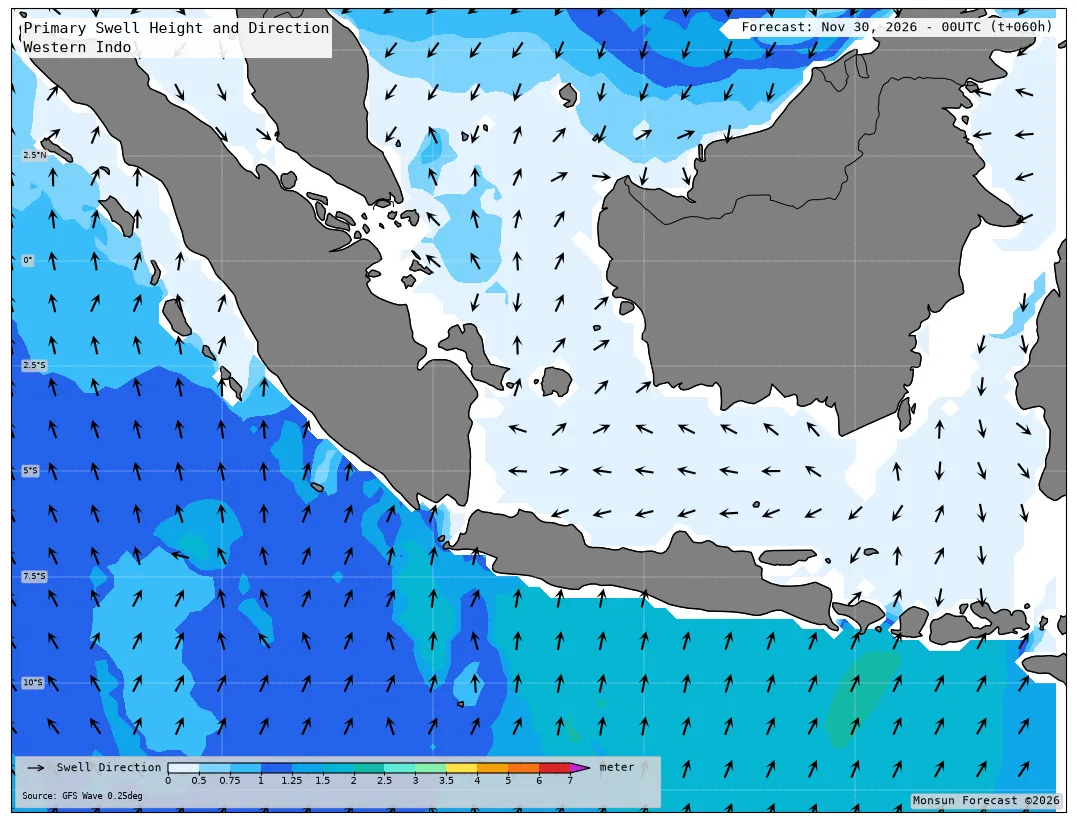 Primary Swell Height and Direction
Western Indo
Forecast: Nov 30, 2026 - 00UTC (t+060h)
2.5°N
0°
2.5°S
5°S
7.5°S
10°S
Swell Direction
0 0.5 0.75 1 1.25 1.5 2 2.5 3 3.5 4 5 6 7
meter
Source: GFS Wave 0.25deg
Monsun Forecast ©2026